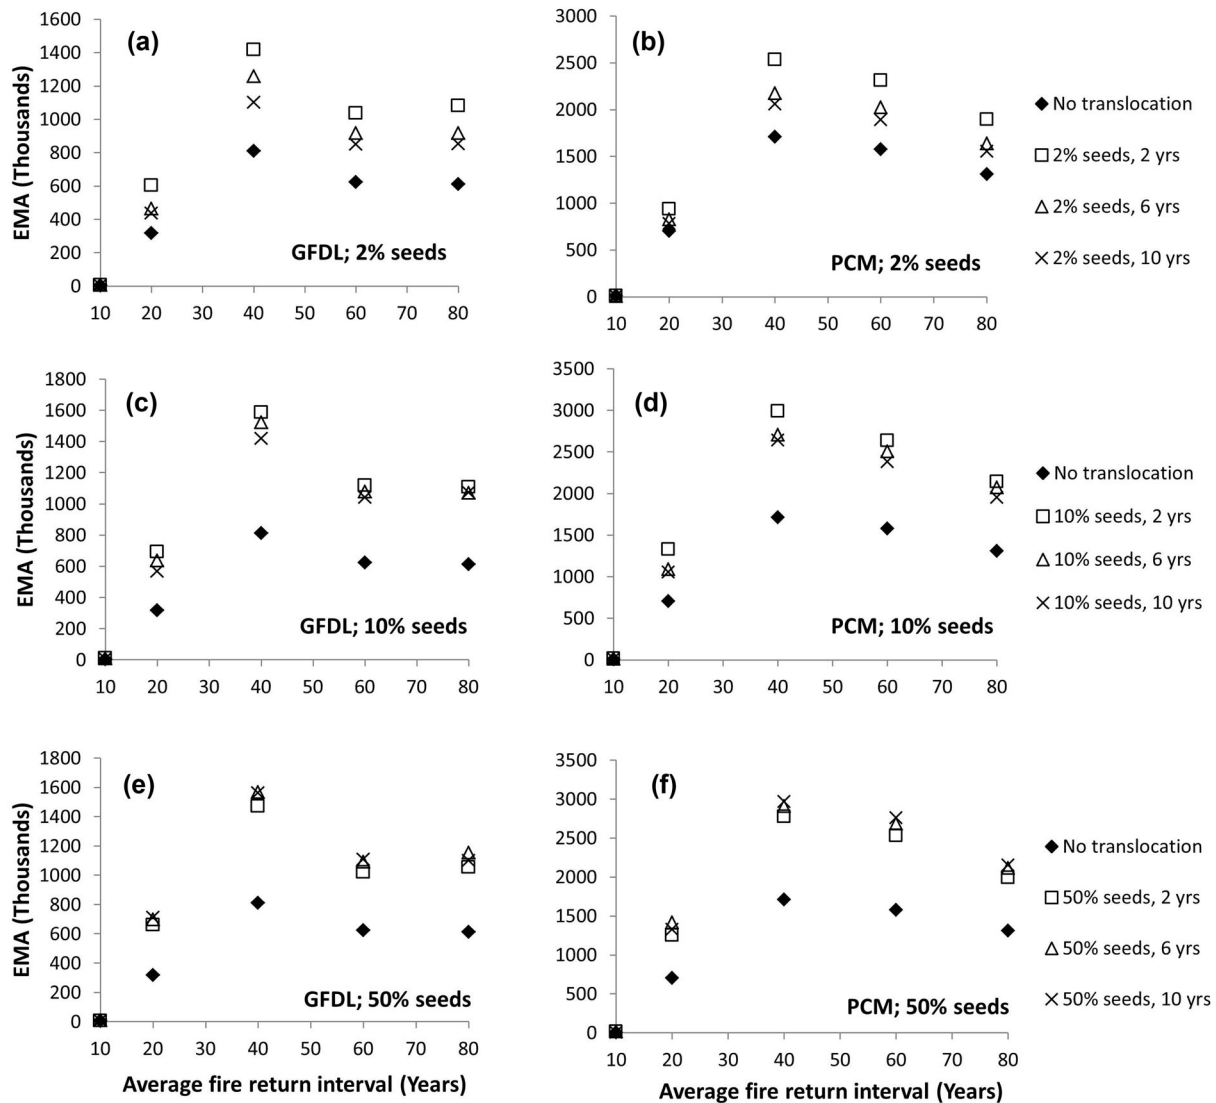 (a)
EMA (Thousands)
1600
1400
1200
1000
800
600
400
200
0
GFDL; 2% seeds
10 20 30 40 50 60 70 80
(b)
3000
2500
2000
1500
1000
500
0
PCM; 2% seeds
10 20 30 40 50 60 70 80
No translocation
2% seeds, 2 yrs
2% seeds, 6 yrs
2% seeds, 10 yrs
(c)
EMA (Thousands)
1800
1600
1400
1200
1000
800
600
400
200
0
GFDL; 10% seeds
10 20 30 40 50 60 70 80
(d)
3500
3000
2500
2000
1500
1000
500
0
PCM; 10% seeds
10 20 30 40 50 60 70 80
No translocation
10% seeds, 2 yrs
10% seeds, 6 yrs
10% seeds, 10 yrs
(e)
EMA (Thousands)
1800
1600
1400
1200
1000
800
600
400
200
0
GFDL; 50% seeds
10 20 30 40 50 60 70 80
Average fire return interval (Years)
(f)
3500
3000
2500
2000
1500
1000
500
0
PCM; 50% seeds
10 20 30 40 50 60 70 80
Average fire return interval (Years)
No translocation
50% seeds, 2 yrs
50% seeds, 6 yrs
50% seeds, 10 yrs